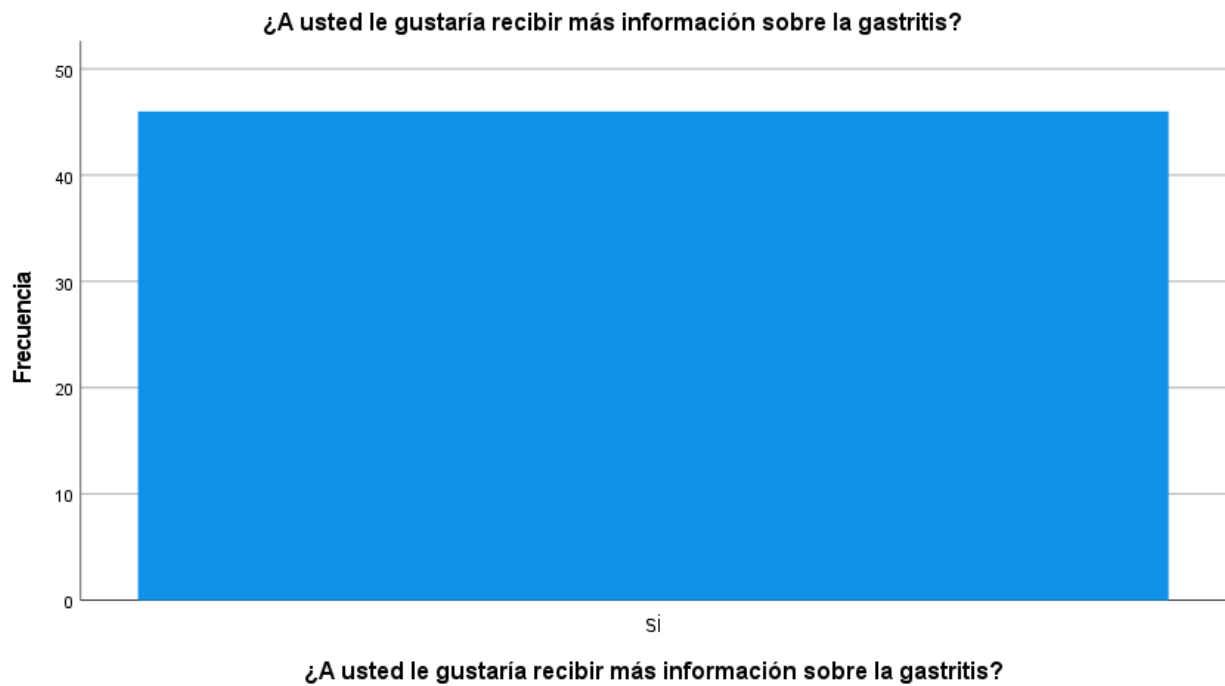 ¿A usted le gustaría recibir más información sobre la gastritis?
50
40
30
20
10
0
Frecuencia
si
¿A usted le gustaría recibir más información sobre la gastritis?